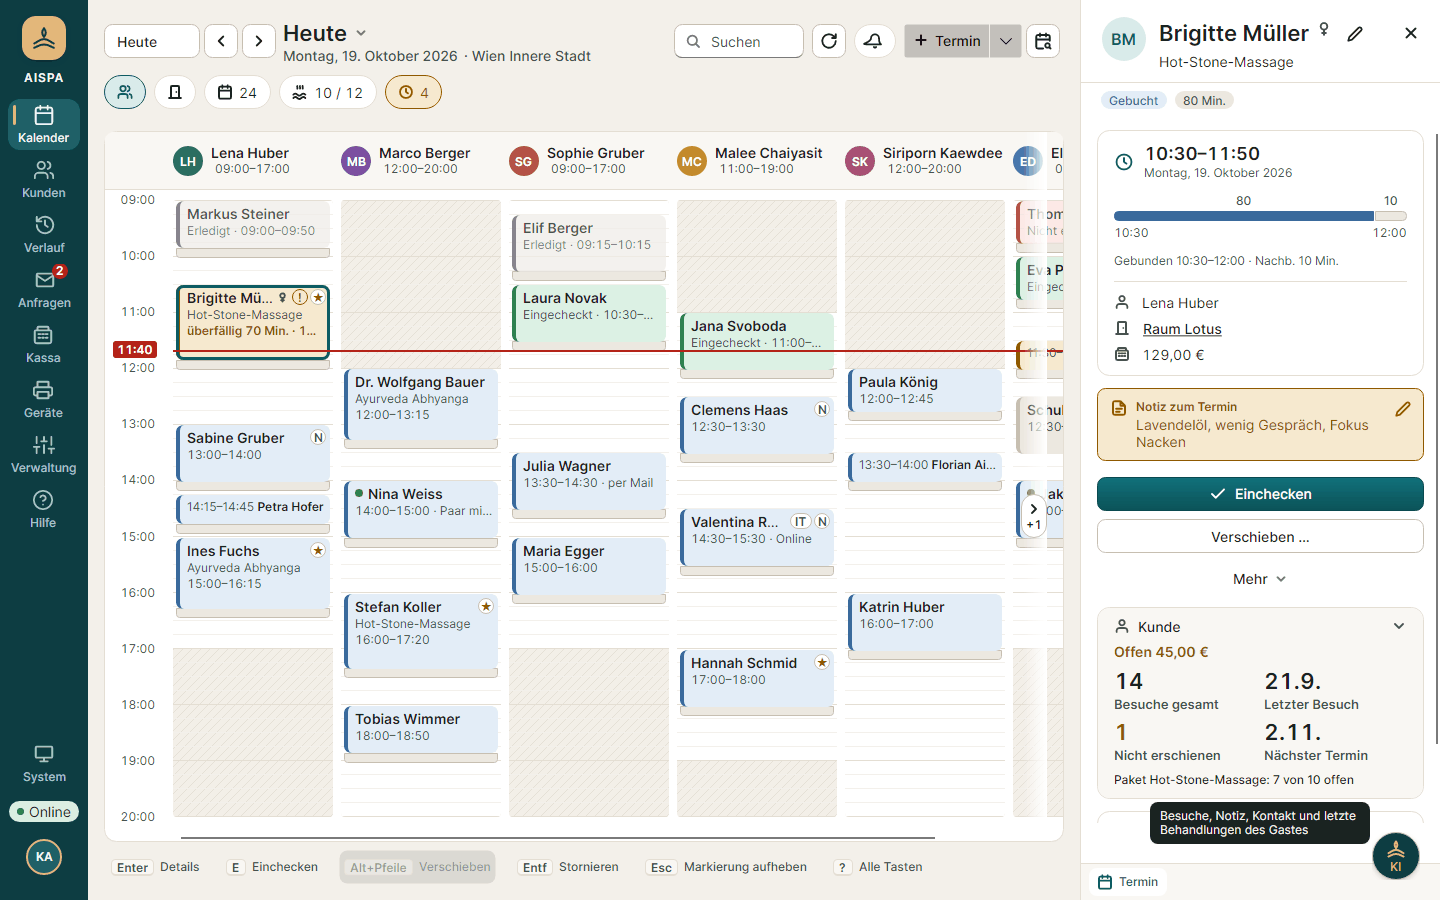 AISPA
Kalender
Kunden
Verlauf
2
Anfragen
Kassa
Geräte
Verwaltung
Hilfe
System
Online
KA
Heute
Heute
Montag, 19. Oktober 2026 · Wien Innere Stadt
Suchen
Termin
24
10 / 12
4
LH
Lena Huber
09:00–17:00
MB
Marco Berger
12:00–20:00
SG
Sophie Gruber
09:00–17:00
MC
Malee Chaiyasit
11:00–19:00
SK
Siriporn Kaewdee
12:00–20:00
ED
09:00
10:00
11:00
11:40
12:00
13:00
14:00
15:00
16:00
17:00
18:00
19:00
20:00
Markus Steiner
Erledigt · 09:00–09:50
Brigitte Mü...
Hot-Stone-Massage
überfällig 70 Min. · 1...
Sabine Gruber
N
13:00–14:00
14:15–14:45 Petra Hofer
Ines Fuchs
Ayurveda Abhyanga
15:00–16:15
Dr. Wolfgang Bauer
Ayurveda Abhyanga
12:00–13:15
Nina Weiss
14:00–15:00 · Paar mi...
Stefan Koller
Hot-Stone-Massage
16:00–17:20
Tobias Wimmer
18:00–18:50
Elif Berger
Erledigt · 09:15–10:15
Laura Novak
Eingecheckt · 10:30–...
Julia Wagner
13:30–14:30 · per Mail
Maria Egger
15:00–16:00
Jana Svoboda
Eingecheckt · 11:00–...
Clemens Haas
N
12:30–13:30
Valentina R...
IT
N
14:30–15:30 · Online
Hannah Schmid
17:00–18:00
Paula König
12:00–12:45
13:30–14:00 Florian Ai...
Katrin Huber
16:00–17:00
Thom
Nicht e
Eva P
Eingec
11:30–
Schul
12:30–
+1
Enter Details
E Einchecken
Alt+Pfeile Verschieben
Entf Stornieren
Esc Markierung aufheben
? Alle Tasten
BM
Brigitte Müller
Hot-Stone-Massage
Gebucht
80 Min.
10:30–11:50
Montag, 19. Oktober 2026
80
10
10:30
12:00
Gebunden 10:30–12:00 · Nachb. 10 Min.
Lena Huber
Raum Lotus
129,00 €
Notiz zum Termin
Lavendelöl, wenig Gespräch, Fokus
Nacken
Einchecken
Verschieben ...
Mehr
Kunde
Offen 45,00 €
14
Besuche gesamt
21.9.
Letzter Besuch
1
Nicht erschienen
2.11.
Nächster Termin
Paket Hot-Stone-Massage: 7 von 10 offen
Besuche, Notiz, Kontakt und letzte
Behandlungen des Gastes
KI
Termin